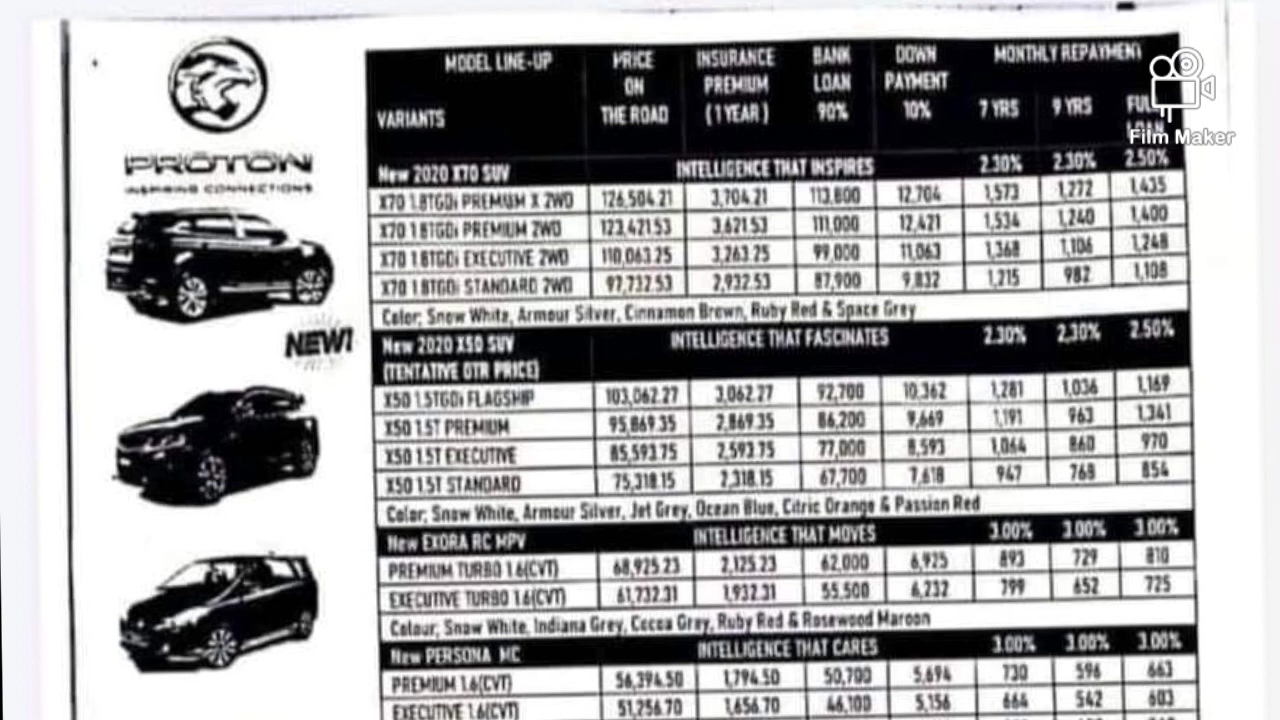 PROTON
INSPIRING CONNECTIONS
NEW!
Film Maker
MODEL LINE-UP PRICE INSURANCE BANK DOWN MONTHLY REPAYMENT
ON PREMIUM LOAN PAYMENT
VARIANTS THE ROAD (1 YEAR) 90% 10% 7 YRS 9 YRS FULL LOAN
New 2020 X70 SUV INTELLIGENCE THAT INSPIRES 2.30% 2.30% 2.50%
X70 1.8TGDi PREMIUM X 2WD 126,504.21 3,704.21 113,800 12,704 1,573 1,272 1,435
X70 1.8TGDi PREMIUM 2WD 123,421.53 3,621.53 111,000 12,421 1,534 1,240 1,400
X70 1.8TGDi EXECUTIVE 2WD 110,063.25 3,263.25 99,000 11,063 1,368 1,106 1,248
X70 1.8TGDi STANDARD 2WD 97,732.53 2,932.53 87,900 9,832 1,215 982 1,108
Color; Snow White, Armour Silver, Cinnamon Brown, Ruby Red & Space Grey
New 2020 X50 SUV INTELLIGENCE THAT FASCINATES 2.30% 2,30% 2.50%
(TENTATIVE OTR PRICE)
X50 1.5TGDi FLAGSHIP 103,062.27 3,062.27 92,700 10,362 1,281 1,036 1,169
X50 1.5T PREMIUM 95,869.35 2,869.35 86,200 9,669 1,191 963 1,341
X50 1.5T EXECUTIVE 85,593.75 2,593.75 77,000 8,593 1,064 860 970
X50 1.5T STANDARD 75,318.15 2,318.15 67,700 7,618 947 768 854
Color; Snow White, Armour Silver, Jet Grey, Ocean Blue, Citric Orange & Passion Red
New EXORA RC MPV INTELLIGENCE THAT MOVES 3.00% 3.00% 3.00%
PREMIUM TURBO 1.6(CVT) 68,925.23 2,125.23 62,000 6,925 893 729 810
EXECUTIVE TURBO 1.6(CVT) 61,732.31 1,932.31 55,500 6,232 799 652 725
Colour, Snow White, Indiana Grey, Cocoa Grey, Ruby Red & Rosewood Maroon
New PERSONA MC INTELLIGENCE THAT CARES 3.00% 3.00% 3.00%
PREMIUM 1.6(CVT) 56,394.50 1,794.50 50,700 5,694 730 596 663
EXECUTIVE 1.6(CVT) 51,256.70 1,656.70 46,100 5,156 664 542 603